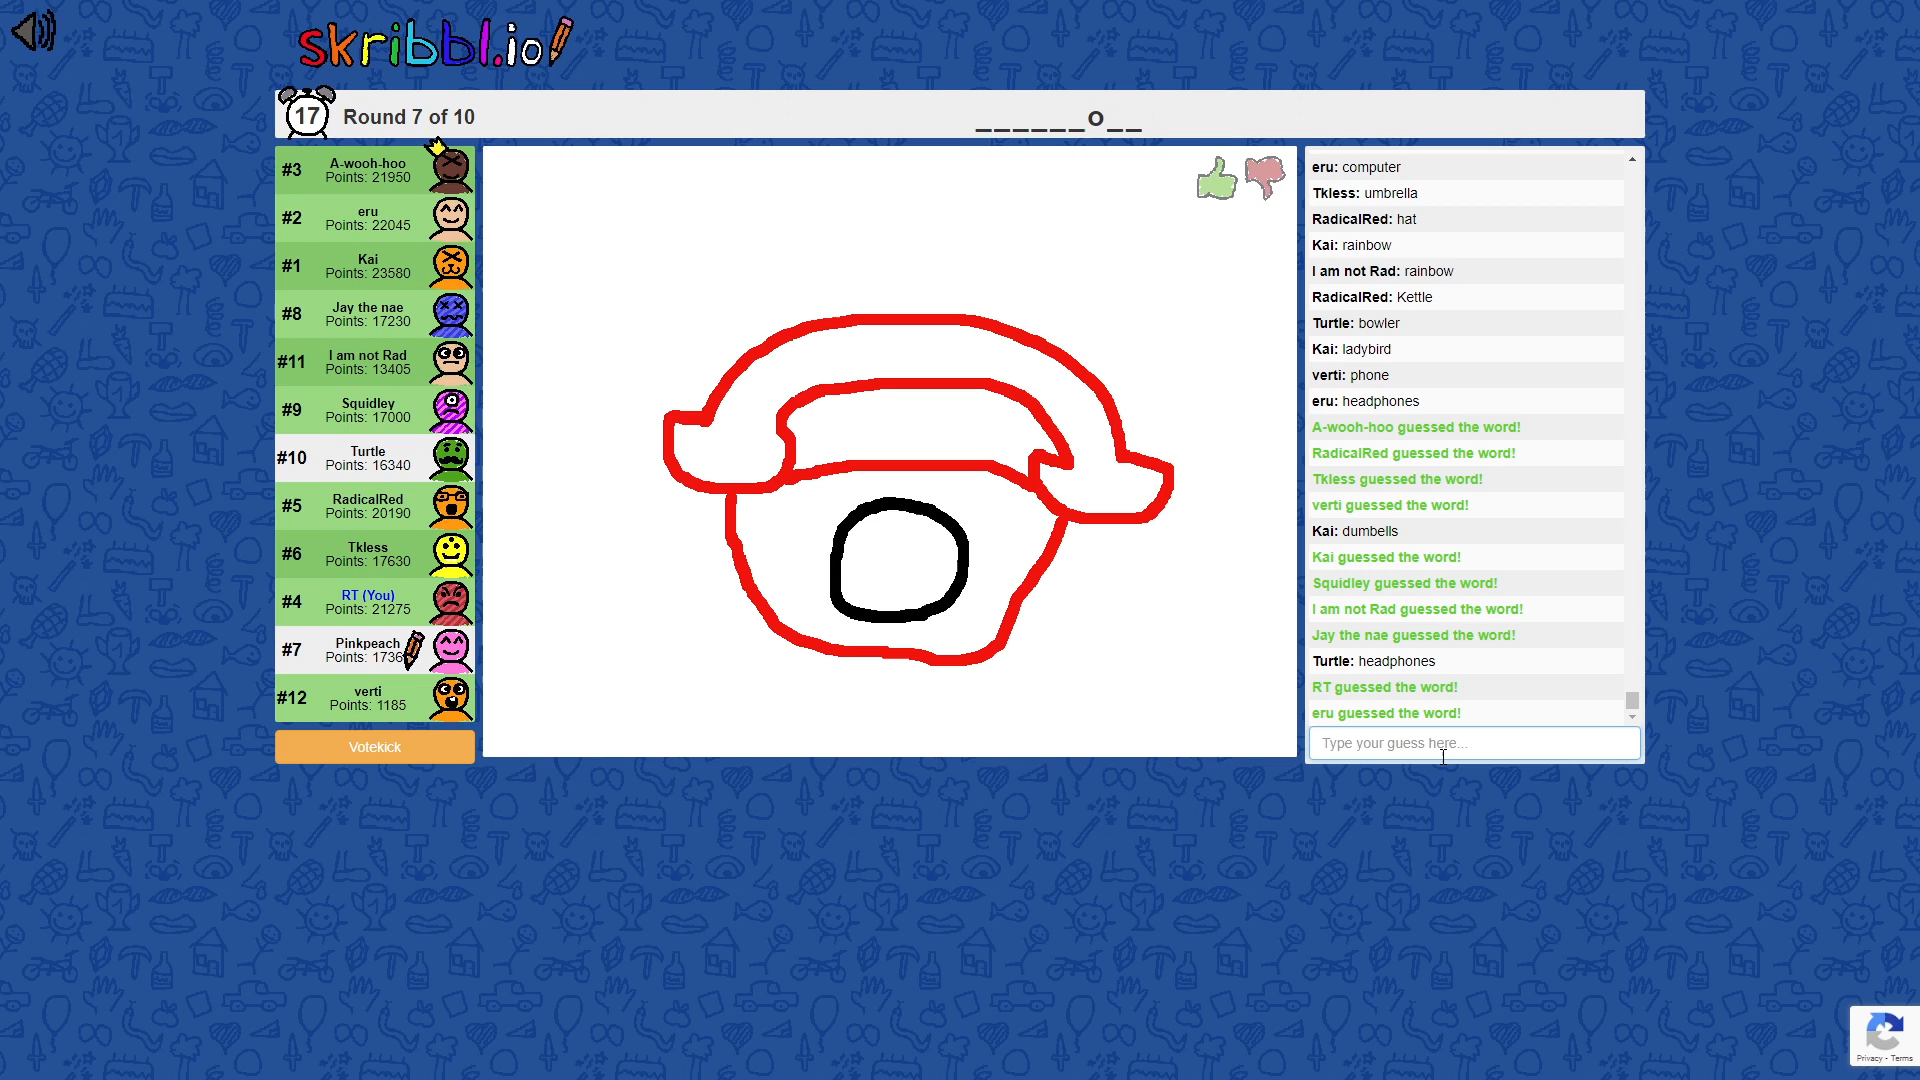 skribbl.io
17 Round 7 of 10 ______o__
#3 A-wooh-hoo
Points: 21950
#2 eru
Points: 22045
#1 Kai
Points: 23580
#8 Jay the nae
Points: 17230
#11 I am not Rad
Points: 13405
#9 Squidley
Points: 17000
#10 Turtle
Points: 16340
#5 RadicalRed
Points: 20190
#6 Tkless
Points: 17630
#4 RT (You)
Points: 21275
#7 Pinkpeach
Points: 1736
#12 verti
Points: 1185
Votekick
eru: computer
Tkless: umbrella
RadicalRed: hat
Kai: rainbow
I am not Rad: rainbow
RadicalRed: Kettle
Turtle: bowler
Kai: ladybird
verti: phone
eru: headphones
A-wooh-hoo guessed the word!
RadicalRed guessed the word!
Tkless guessed the word!
verti guessed the word!
Kai: dumbells
Kai guessed the word!
Squidley guessed the word!
I am not Rad guessed the word!
Jay the nae guessed the word!
Turtle: headphones
RT guessed the word!
eru guessed the word!
Type your guess here...
Privacy - Terms